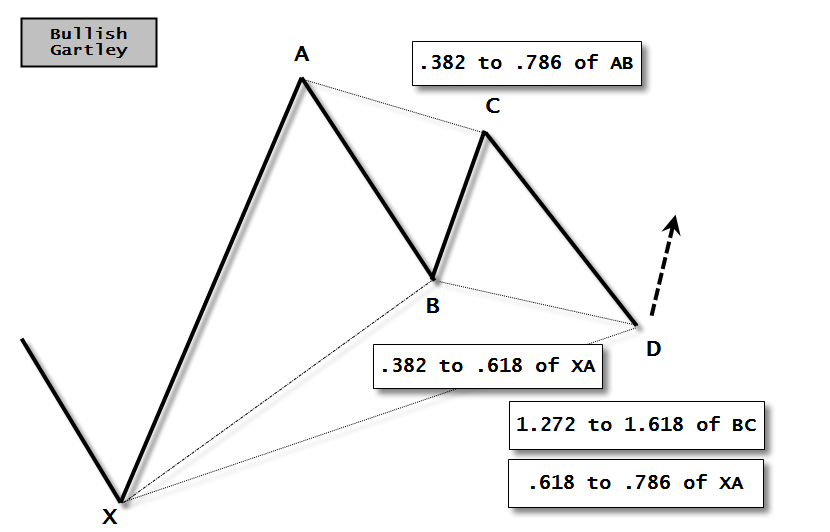 Bullish
Gartley
A
.382 to .786 of AB
C
B
D
.382 to .618 of XA
1.272 to 1.618 of BC
.618 to .786 of XA
X